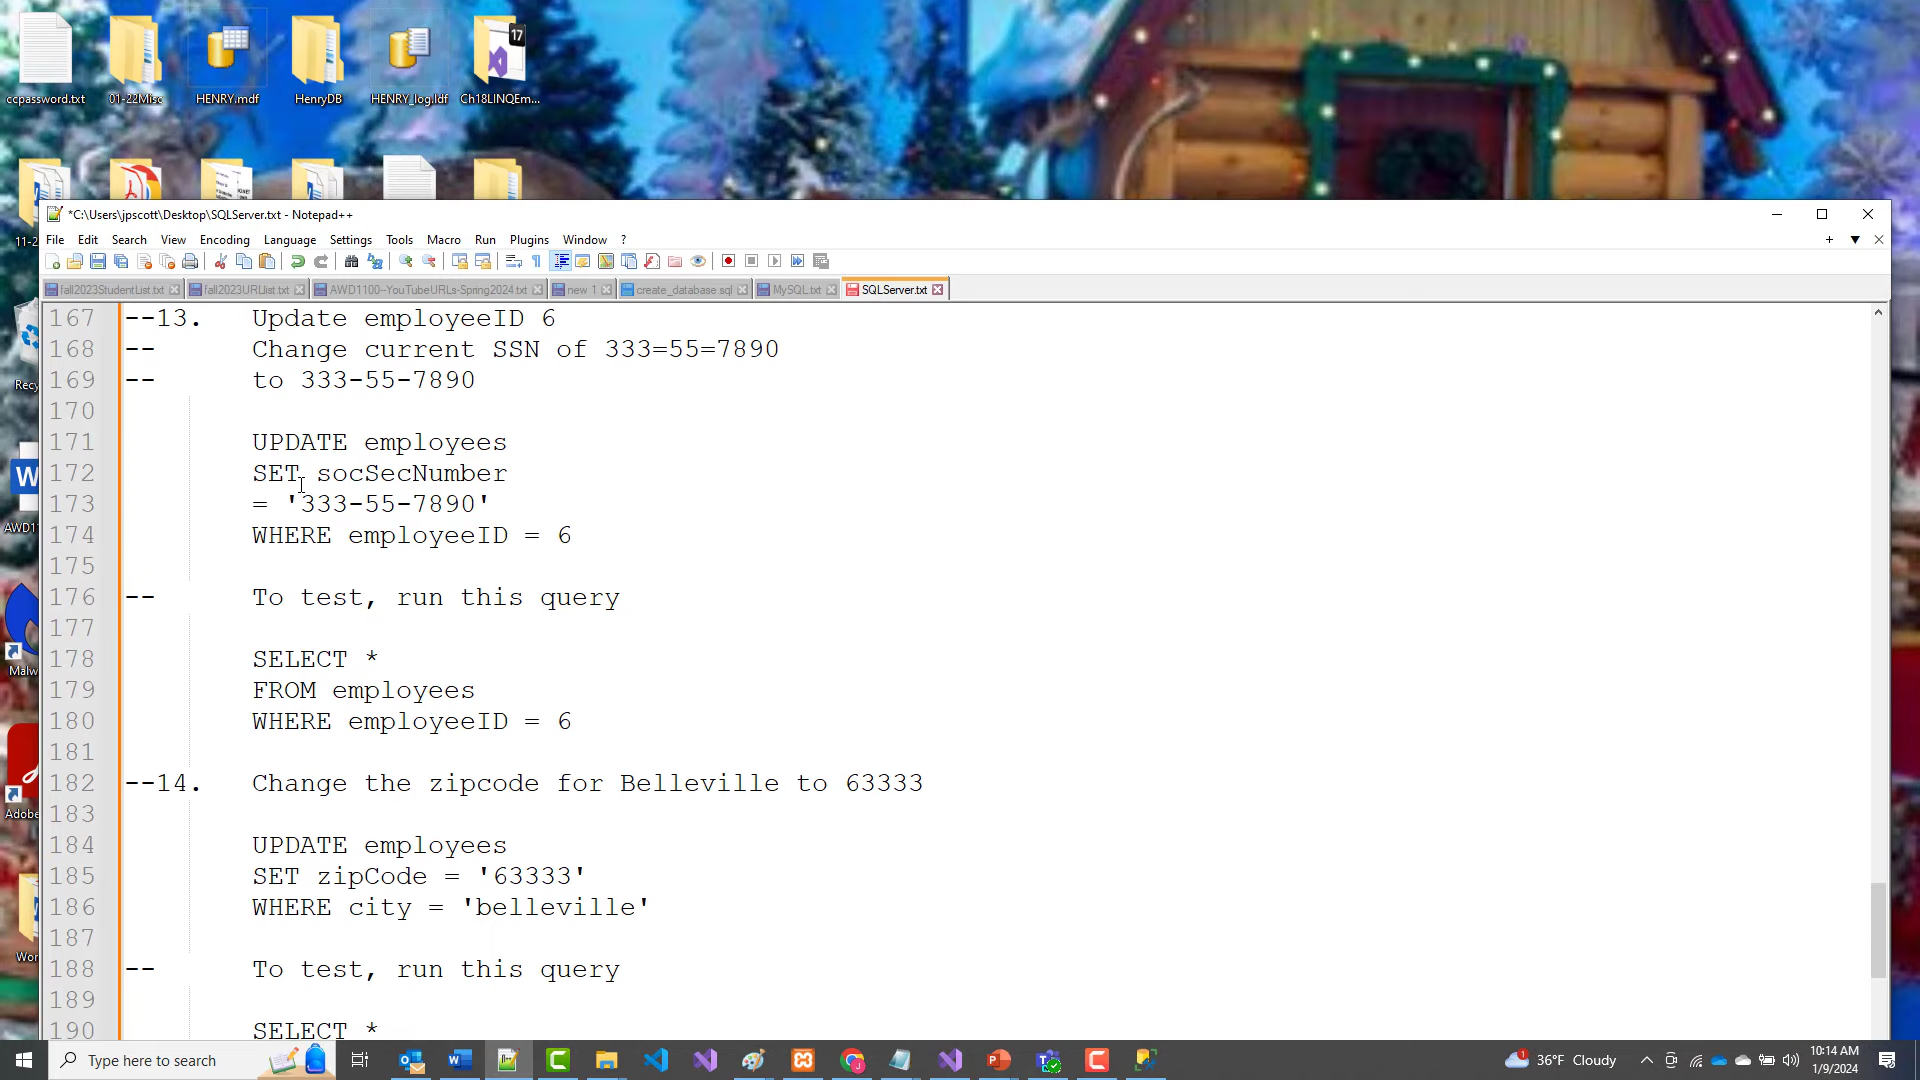 17
ccpassword.txt
01-22Misc
HENRY.mdf
HenryDB
HENRY_log.ldf
Ch18LINQEm...
*C:\Users\jpscott\Desktop\SQLServer.txt - Notepad++
File Edit Search View Encoding Language Settings Tools Macro Run Plugins Window ?
fall2023StudentList.txt
fall2023URLlist.txt
AWD1100--YouTubeURLs-Spring2024.txt
new 1
create_database.sql
MySQL.txt
SQLServer.txt
167 --13. Update employeeID 6
168 -- Change current SSN of 333=55=7890
169 -- to 333-55-7890
170
171 UPDATE employees
172 SET socSecNumber
173 = '333-55-7890'
174 WHERE employeeID = 6
175
176 -- To test, run this query
177
178 SELECT *
179 FROM employees
180 WHERE employeeID = 6
181
182 --14. Change the zipcode for Belleville to 63333
183
184 UPDATE employees
185 SET zipCode = '63333'
186 WHERE city = 'belleville'
187
188 -- To test, run this query
189
190 SELECT *
Type here to search
36°F Cloudy
10:14 AM
1/9/2024